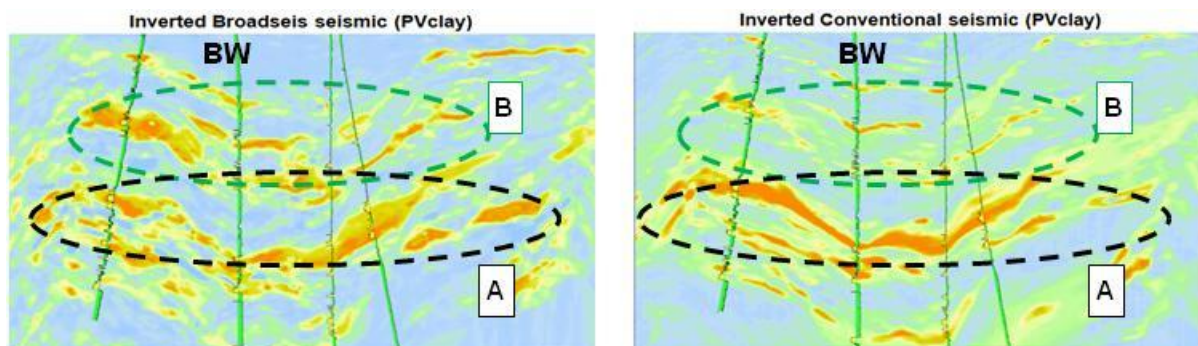 Inverted Broadseis seismic (PVclay)
BW
B
A
Inverted Conventional seismic (PVclay)
BW
B
A